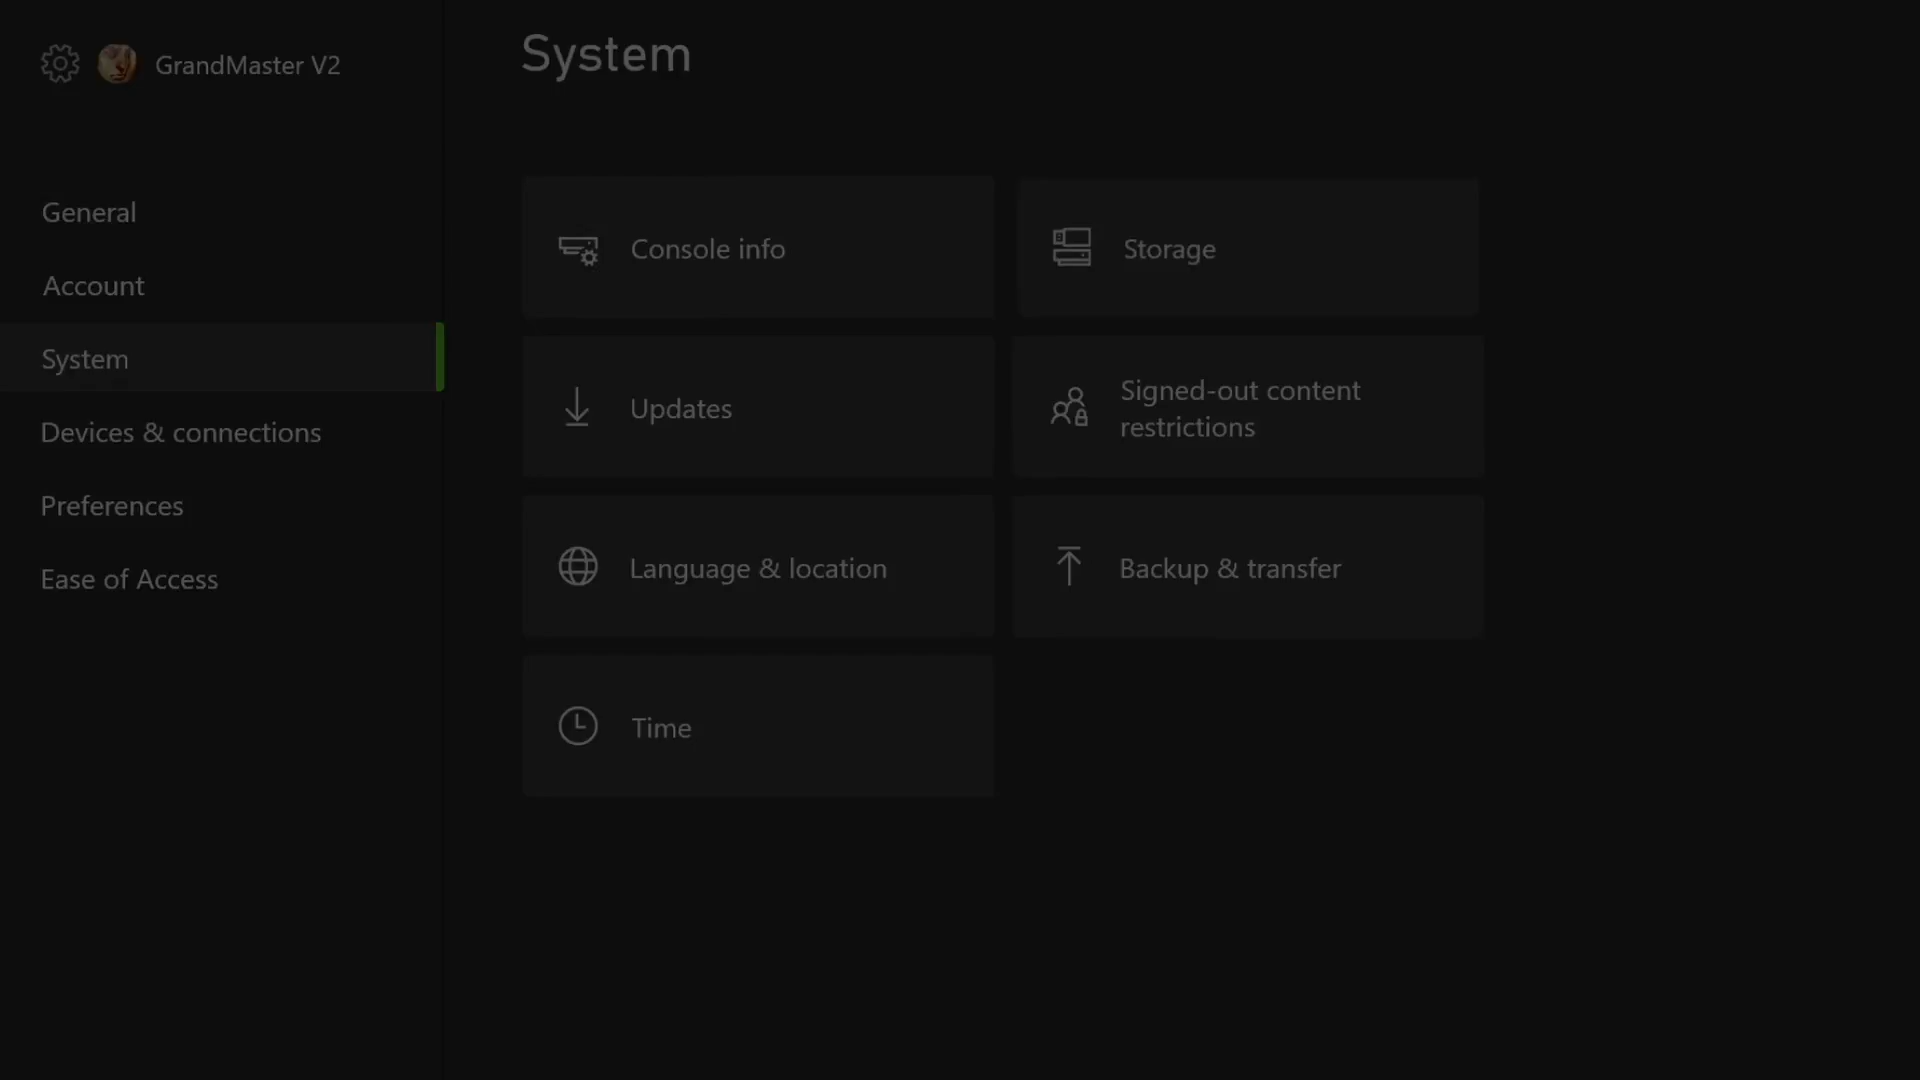 GrandMaster V2
General
Account
System
Devices & connections
Preferences
Ease of Access
System
Console info
Storage
Updates
Signed-out content
restrictions
Language & location
Backup & transfer
Time